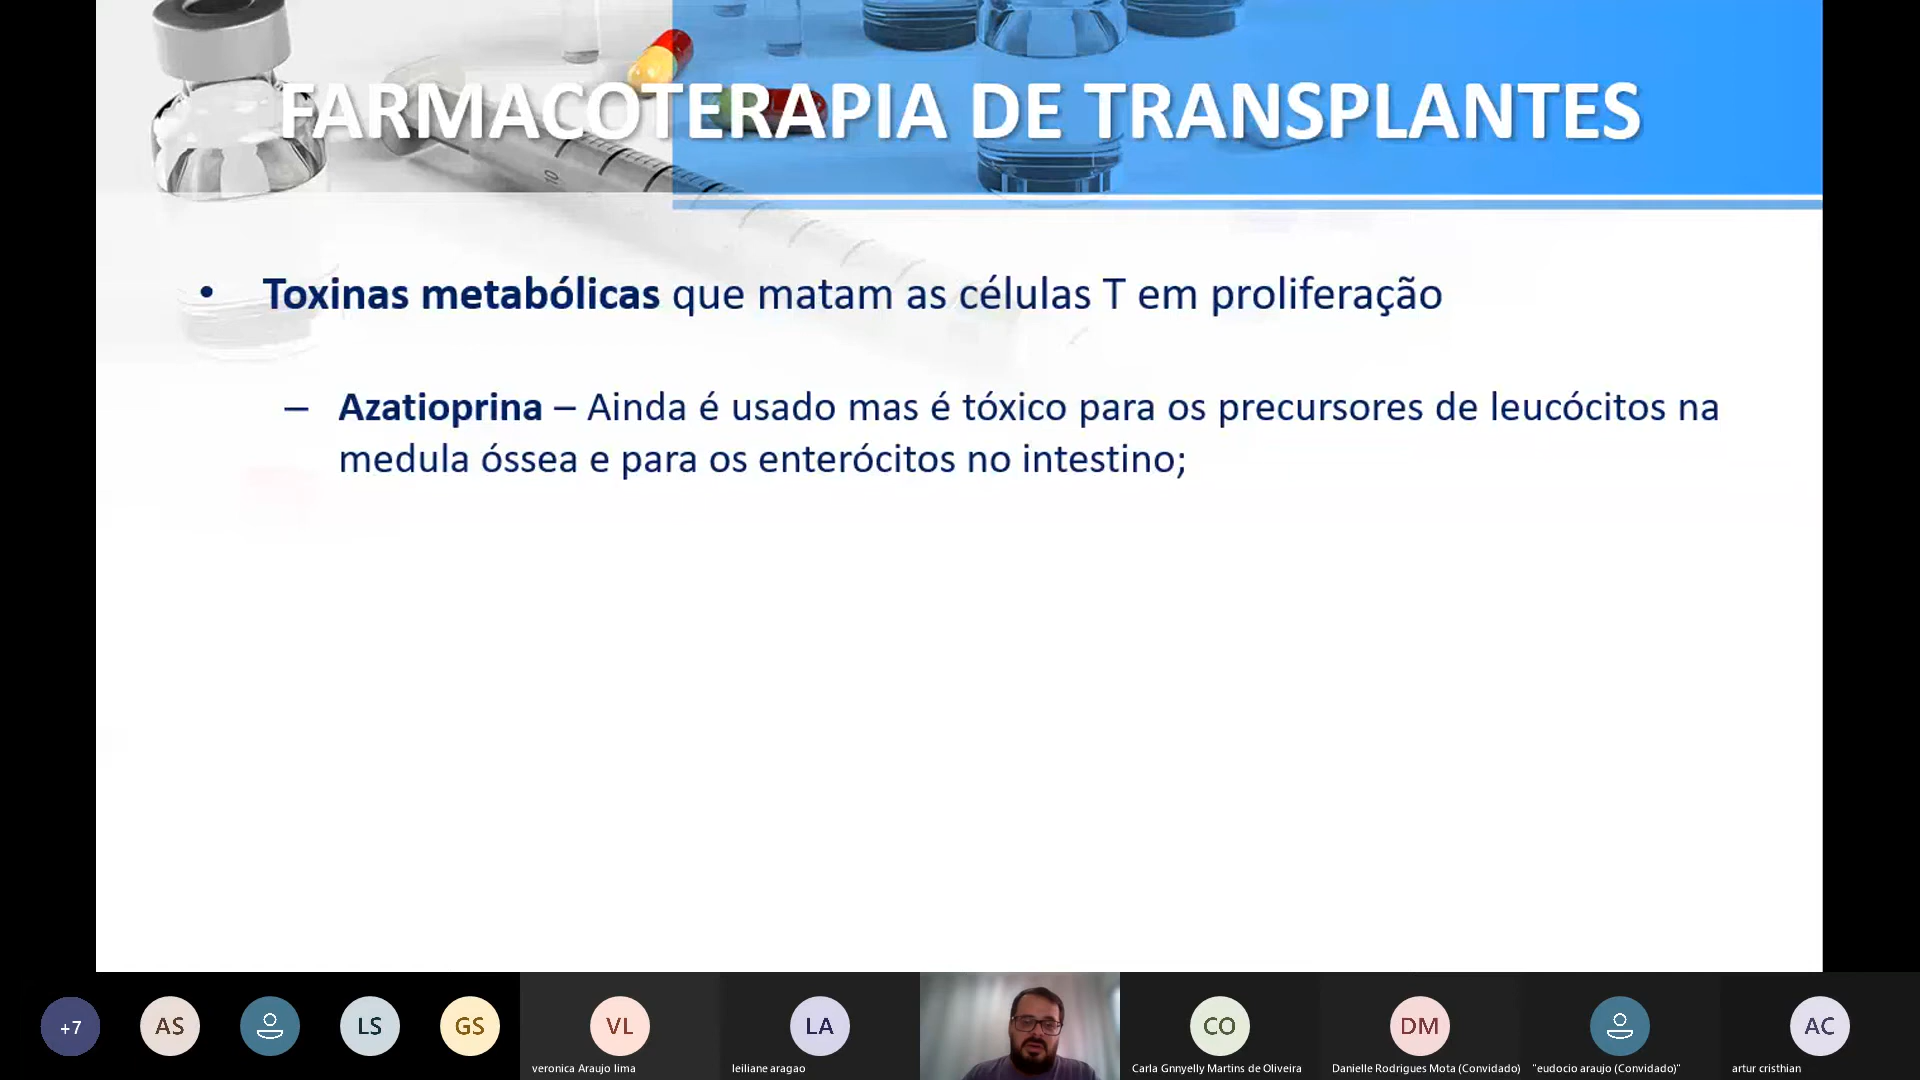 FARMACOTERAPIA DE TRANSPLANTES
• Toxinas metabólicas que matam as células T em proliferação
– Azatioprina – Ainda é usado mas é tóxico para os precursores de leucócitos na
medula óssea e para os enterócitos no intestino;
+7
AS
LS
GS
VL
LA
CO
DM
AC
veronica Araujo lima
leiliane aragao
Carla Gnnyelly Martins de Oliveira
Danielle Rodrigues Mota (Convidado)
"eudocio araujo (Convidado)"
artur cristhian
10